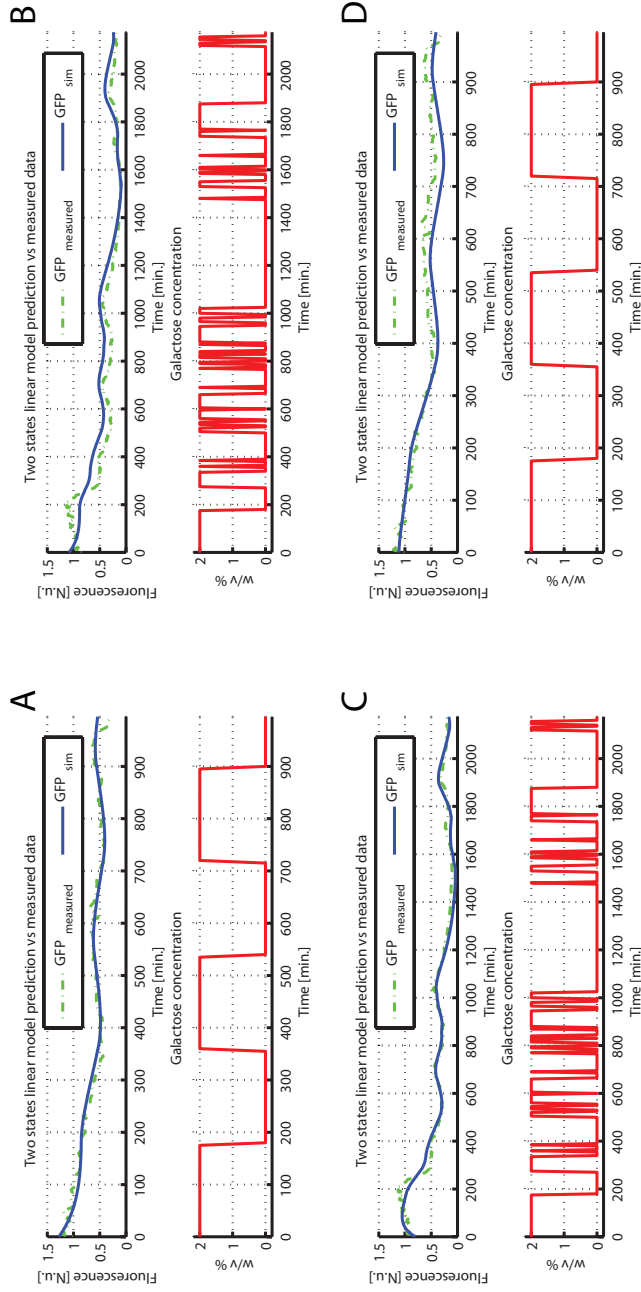 A
Two states linear model prediction vs measured data
GFP measured
GFP sim
Fluorescence [N.u.]
1.5
1
0.5
0
0 100 200 300 400 500 600 700 800 900
Time [min.]
Galactose concentration
w/v %
2
1
0
0 100 200 300 400 500 600 700 800 900
Time [min.]
B
Two states linear model prediction vs measured data
GFP measured
GFP sim
Fluorescence [N.u.]
1.5
1
0.5
0
0 200 400 600 800 1000 1200 1400 1600 1800 2000
Time [min.]
Galactose concentration
w/v %
2
1
0
0 200 400 600 800 1000 1200 1400 1600 1800 2000
Time [min.]
C
Two states linear model prediction vs measured data
GFP measured
GFP sim
Fluorescence [N.u.]
1.5
1
0.5
0
0 200 400 600 800 1000 1200 1400 1600 1800 2000
Time [min.]
Galactose concentration
w/v %
2
1
0
0 200 400 600 800 1000 1200 1400 1600 1800 2000
Time [min.]
D
Two states linear model prediction vs measured data
GFP measured
GFP sim
Fluorescence [N.u.]
1.5
1
0.5
0
0 100 200 300 400 500 600 700 800 900
Time [min.]
Galactose concentration
w/v %
2
1
0
0 100 200 300 400 500 600 700 800 900
Time [min.]